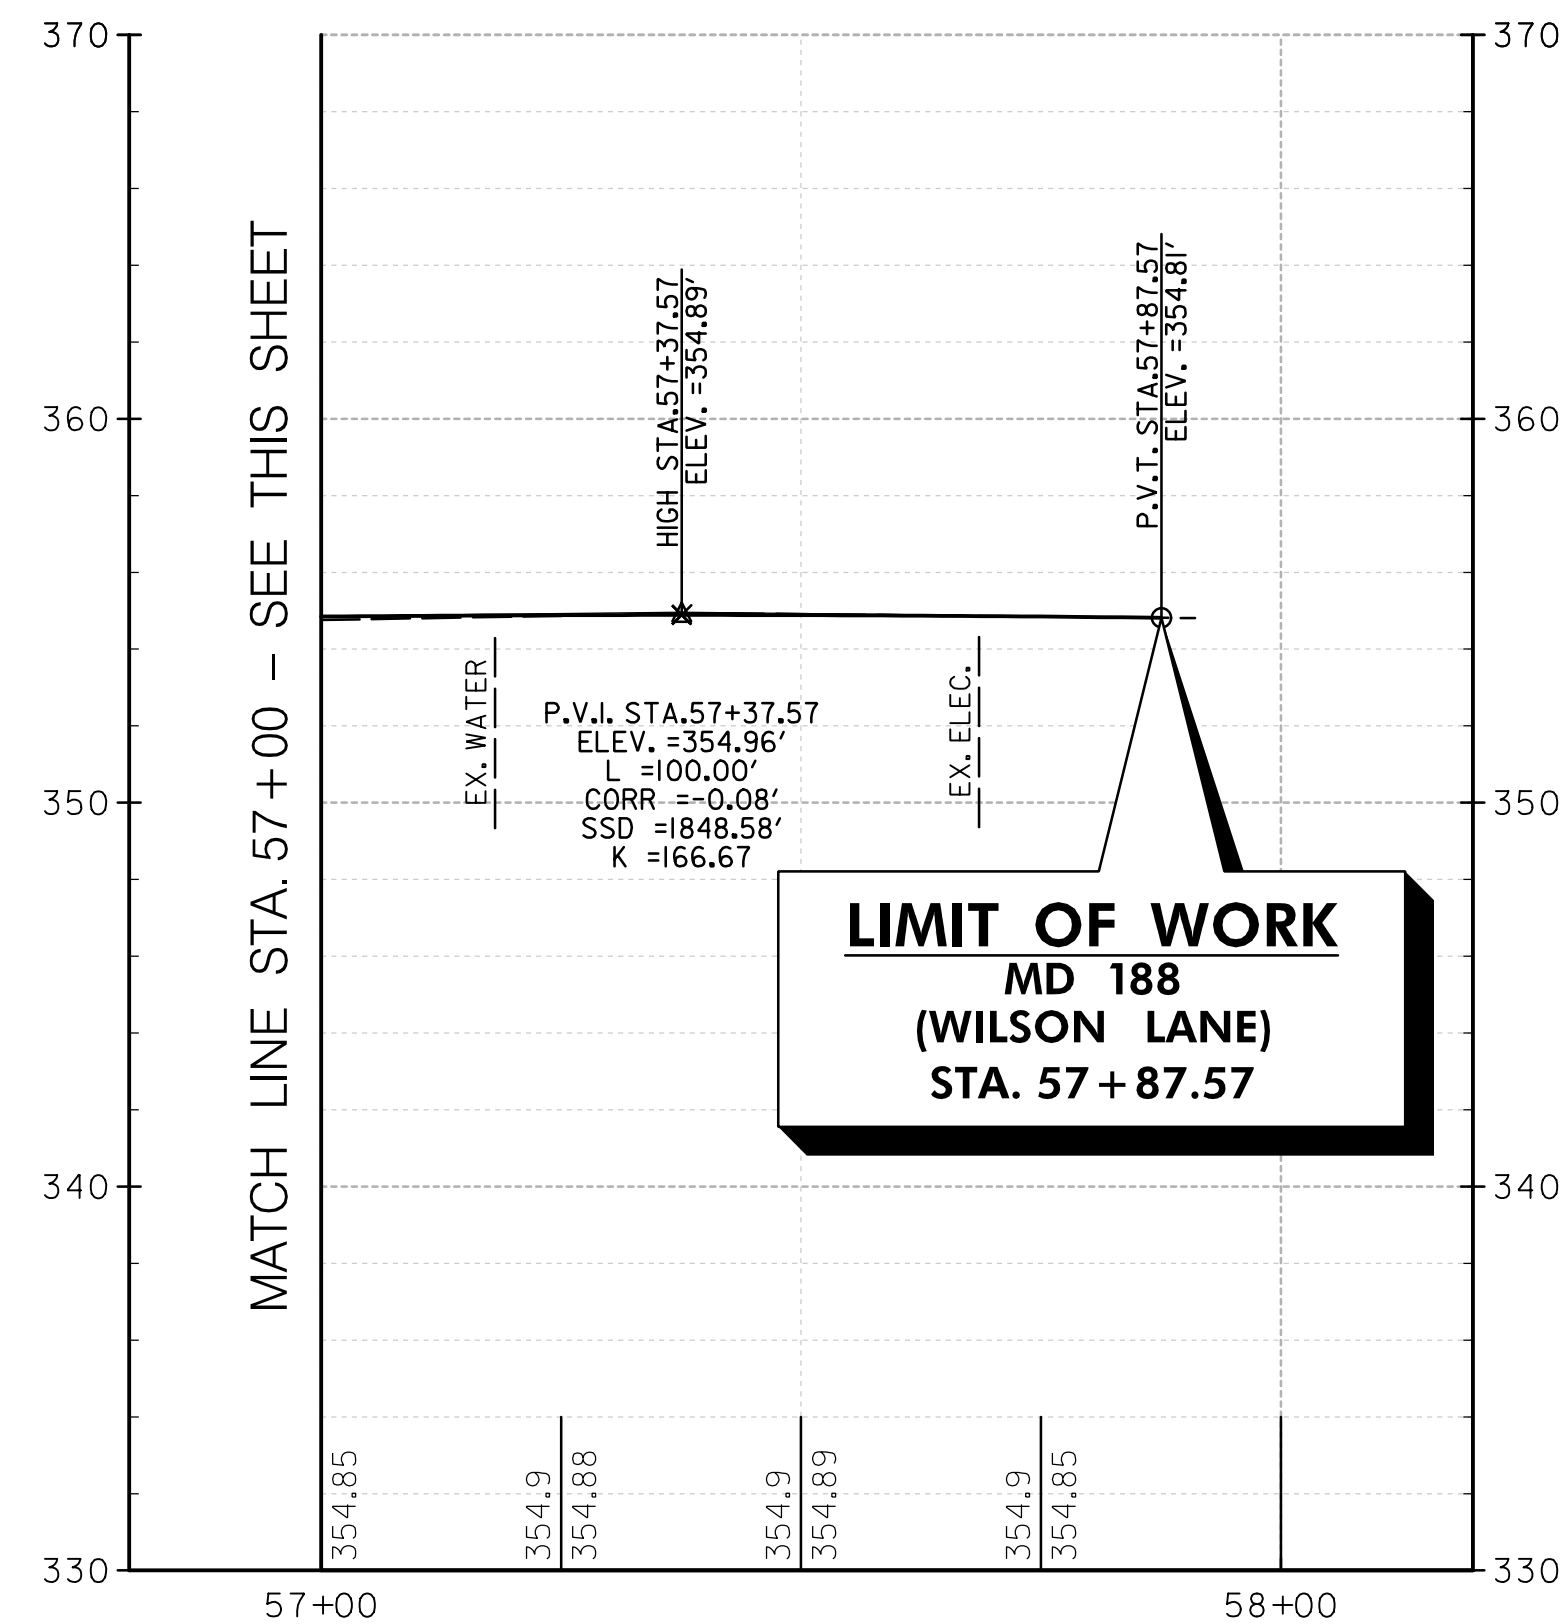 370
370
360
360
350
350
340
340
330
330
MATCH LINE STA. 57+00 - SEE THIS SHEET
HIGH STA.57+37.57
ELEV. =354.89'
P.V.T. STA.57+87.57
ELEV. =354.81'
EX. WATER
P.V.I. STA.57+37.57
ELEV. =354.96'
L =100.00'
CORR =-0.08'
SSD =1848.58'
K =166.67
EX. ELEC.
LIMIT OF WORK
MD 188
(WILSON LANE)
STA. 57+87.57
354.85
354.9
354.88
354.9
354.89
354.9
354.85
57+00
58+00